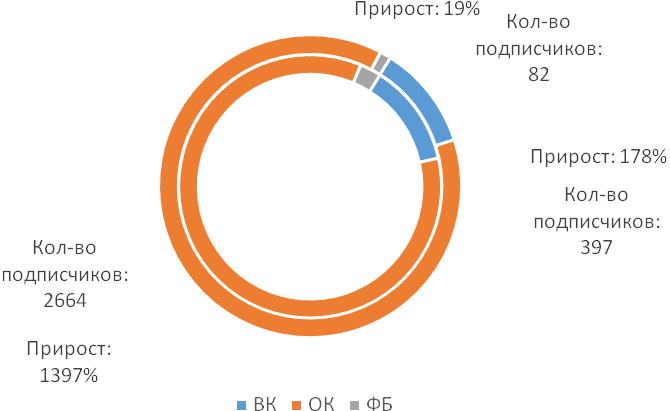 Прирост: 19%
Кол-во
подписчиков:
82
Прирост: 178%
Кол-во
подписчиков:
397
Кол-во
подписчиков:
2664
Прирост:
1397%
ВК ОК ФБ